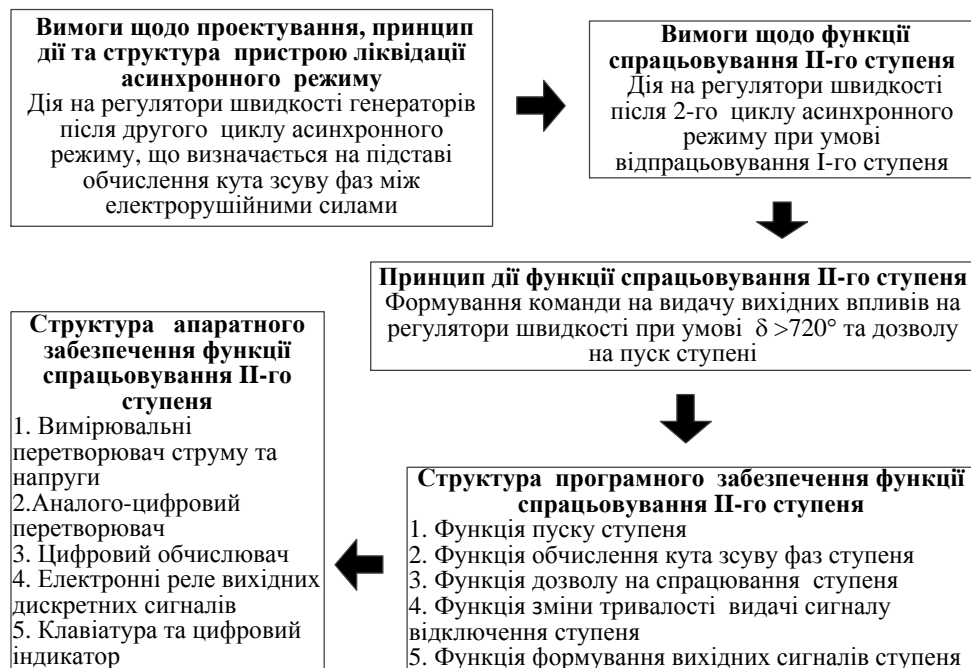 Вимоги щодо проектування, принцип
дії та структура пристрою ліквідації
асинхронного режиму
Дія на регулятори швидкості генераторів
після другого циклу асинхронного
режиму, що визначається на підставі
обчислення кута зсуву фаз між
електрорушійними силами
Вимоги щодо функції
спрацьовування ІІ-го ступеня
Дія на регулятори швидкості
після 2-го циклу асинхронного
режиму при умові
відпрацьовування І-го ступеня
Принцип дії функції спрацьовування ІІ-го ступеня
Формування команди на видачу вихідних впливів на
регулятори швидкості при умові δ >720° та дозволу
на пуск ступені
Структура програмного забезпечення функції
спрацьовування ІІ-го ступеня
1. Функція пуску ступеня
2. Функція обчислення кута зсуву фаз ступеня
3. Функція дозволу на спрацювання ступеня
4. Функція зміни тривалості видачі сигналу
відключення ступеня
5. Функція формування вихідних сигналів ступеня
Структура апаратного
забезпечення функції
спрацьовування ІІ-го
ступеня
1. Вимірювальні
перетворювач струму та
напруги
2.Аналого-цифровий
перетворювач
3. Цифровий обчислювач
4. Електронні реле вихідних
дискретних сигналів
5. Клавіатура та цифровий
індикатор